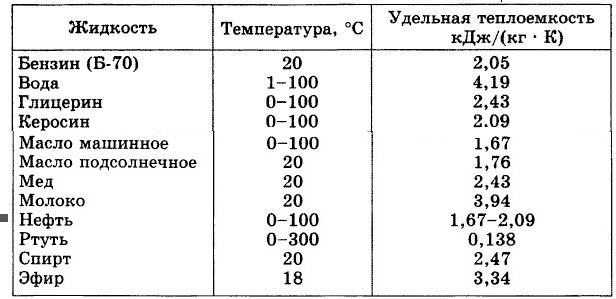 Жидкость Температура, °С Удельная теплоемкость кДж/(кг · К)
Бензин (Б-70) 20 2,05
Вода 1–100 4,19
Глицерин 0–100 2,43
Керосин 0–100 2.09
Масло машинное 0–100 1,67
Масло подсолнечное 20 1,76
Мед 20 2,43
Молоко 20 3,94
Нефть 0–100 1,67–2,09
Ртуть 0–300 0,138
Спирт 20 2,47
Эфир 18 3,34